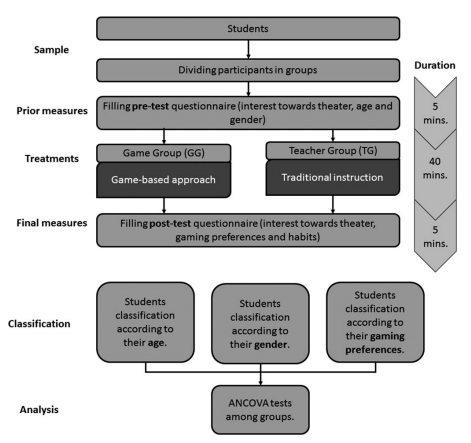 Students
Sample
Dividing participants in groups
Duration
Prior measures
Filling pre-test questionnaire (interest towards theater, age and
gender)
5
mins.
Treatments
Game Group (GG)
Game-based approach
Teacher Group (TG)
Traditional instruction
40
mins.
Final measures
Filling post-test questionnaire (interest towards theater,
gaming preferences and habits)
5
mins.
Classification
Students
classification
according to
their age.
Students
classification
according to
their gender.
Students
classification
according to
their gaming
preferences.
Analysis
ANCOVA tests
among groups.